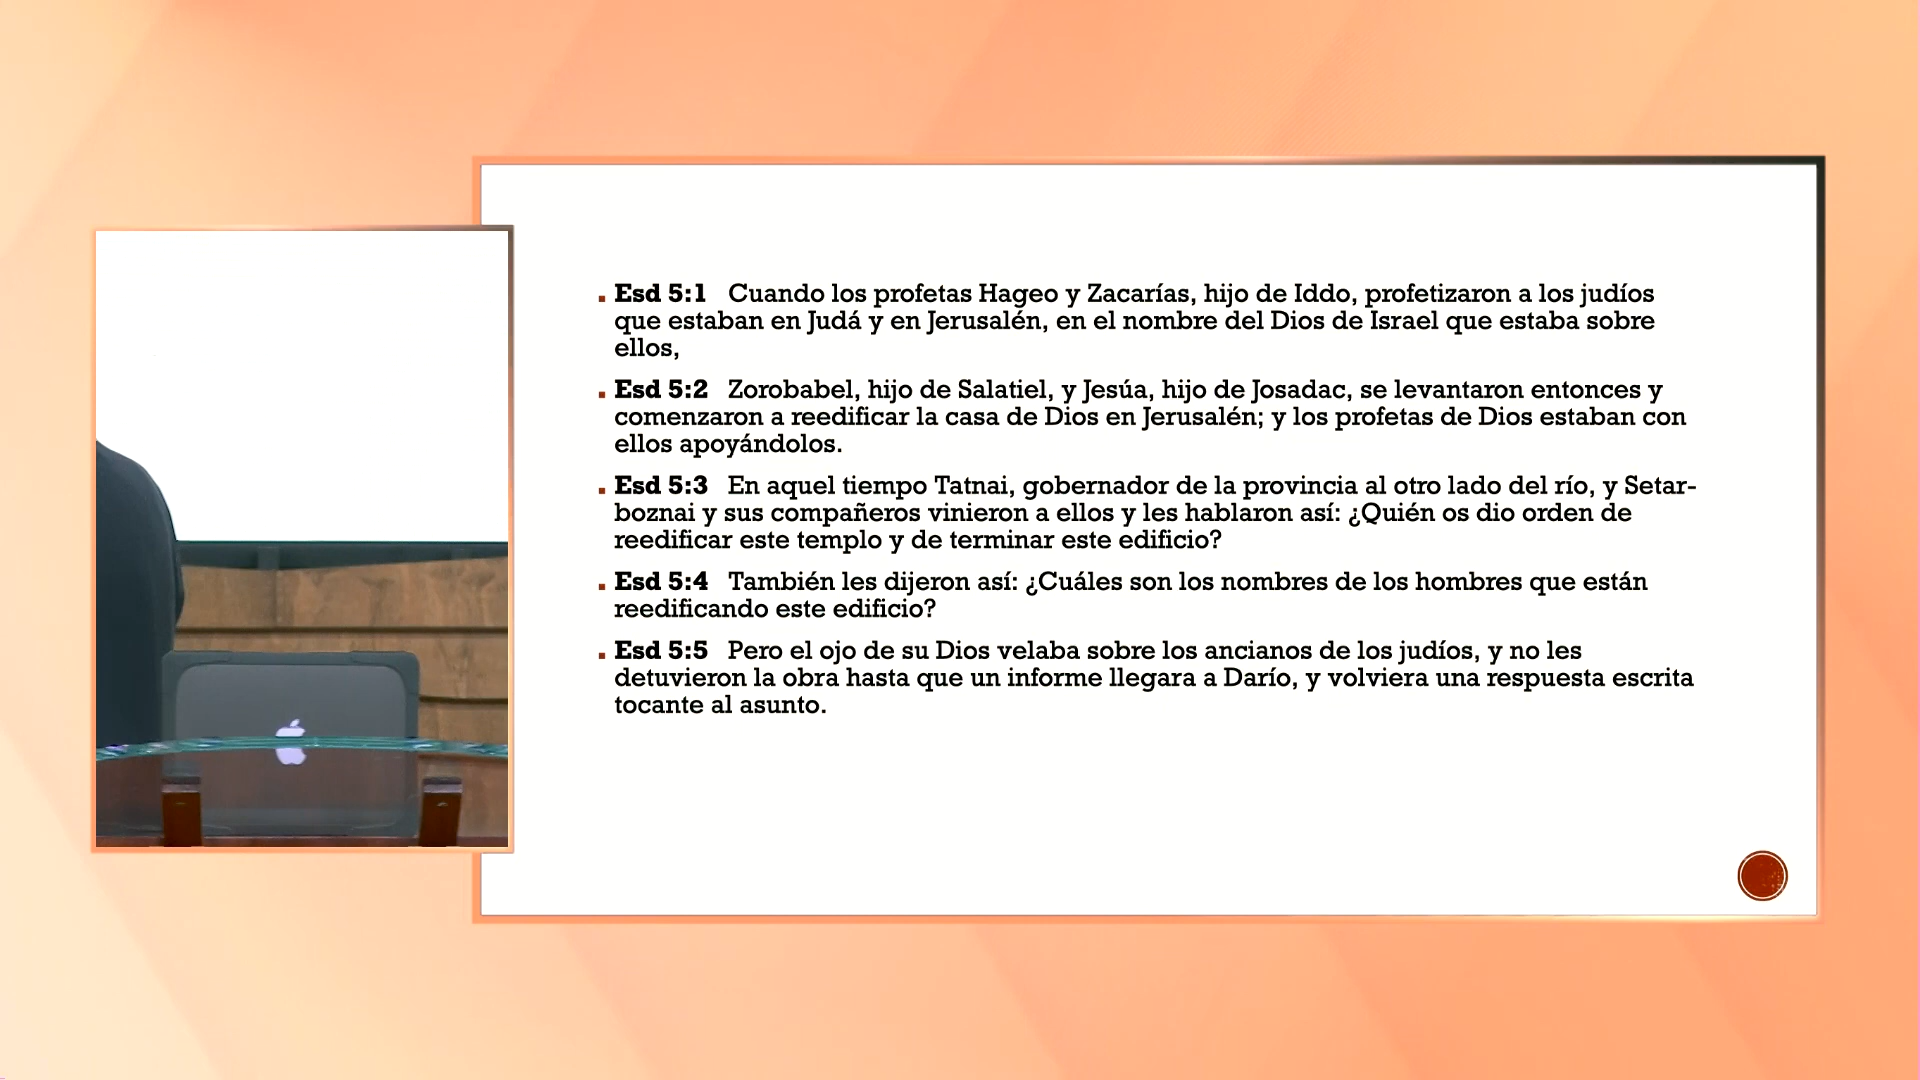 Esd 5:1 Cuando los profetas Hageo y Zacarías, hijo de Iddo, profetizaron a los judíos
que estaban en Judá y en Jerusalén, en el nombre del Dios de Israel que estaba sobre
ellos,
Esd 5:2 Zorobabel, hijo de Salatiel, y Jesúa, hijo de Josadac, se levantaron entonces y
comenzaron a reedificar la casa de Dios en Jerusalén; y los profetas de Dios estaban con
ellos apoyándolos.
Esd 5:3 En aquel tiempo Tatnai, gobernador de la provincia al otro lado del río, y Setar-
boznai y sus compañeros vinieron a ellos y les hablaron así: ¿Quién os dio orden de
reedificar este templo y de terminar este edificio?
Esd 5:4 También les dijeron así: ¿Cuáles son los nombres de los hombres que están
reedificando este edificio?
Esd 5:5 Pero el ojo de su Dios velaba sobre los ancianos de los judíos, y no les
detuvieron la obra hasta que un informe llegara a Darío, y volviera una respuesta escrita
tocante al asunto.